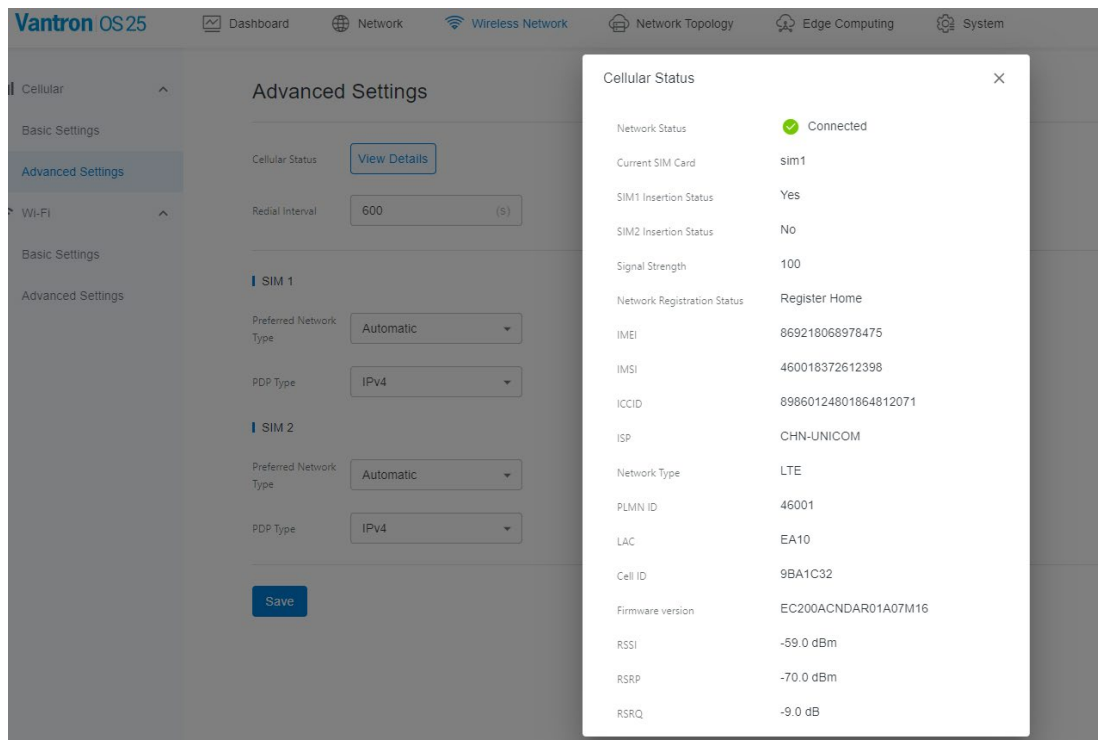 Vantron OS 25
Dashboard
Network
Wireless Network
Network Topology
Edge Computing
System
Cellular
Basic Settings
Advanced Settings
Wi-Fi
Basic Settings
Advanced Settings
Advanced Settings
Cellular Status View Details
Redial Interval 600 (S)
SIM 1
Preferred Network Type Automatic
PDP Type IPv4
SIM 2
Preferred Network Type Automatic
PDP Type IPv4
Save
Cellular Status
Network Status Connected
Current SIM Card sim1
SIM1 Insertion Status Yes
SIM2 Insertion Status No
Signal Strength 100
Network Registration Status Register Home
IMEI 869218068978475
IMSI 460018372612398
ICCID 89860124801864812071
ISP CHN-UNICOM
Network Type LTE
PLMN ID 46001
LAC EA10
Cell ID 9BA1C32
Firmware version EC200ACNDAR01A07M16
RSSI -59.0 dBm
RSRP -70.0 dBm
RSRQ -9.0 dB